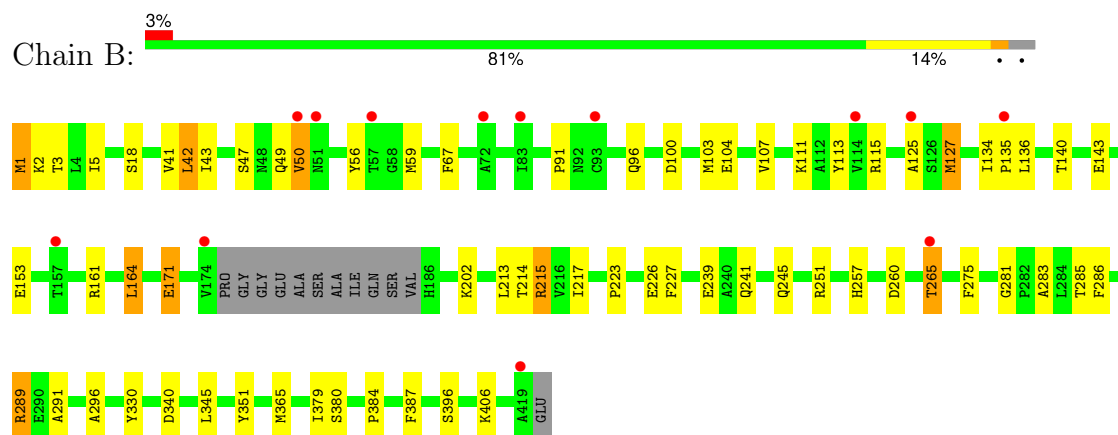 3%
Chain B:
81% 14% • •
M1 K2 T3 L4 I5 S18 V41 L42 I43 S47 N48 Q49 V50 N51 Y56 T57 G58 M59 F67 A72 I83 P91 N92 C93 Q96 D100 M103 E104 V107 K111 A112 Y113 V114 R115 A125 S126 M127 I134 P135 L136 T140 E143
E153 T157 R161 L164 E171 V174 PRO GLY GLY GLU ALA SER ALA ILE GLN SER VAL H186 K202 L213 T214 R215 V216 I217 P223 E226 F227 E239 A240 Q241 Q245 R251 H257 D260 T265 F275 G281 P282 A283 L284 T285 F286
R289 E290 A291 A296 Y330 D340 L345 Y351 M365 I379 S380 P384 F387 S396 K406 A419 GLU